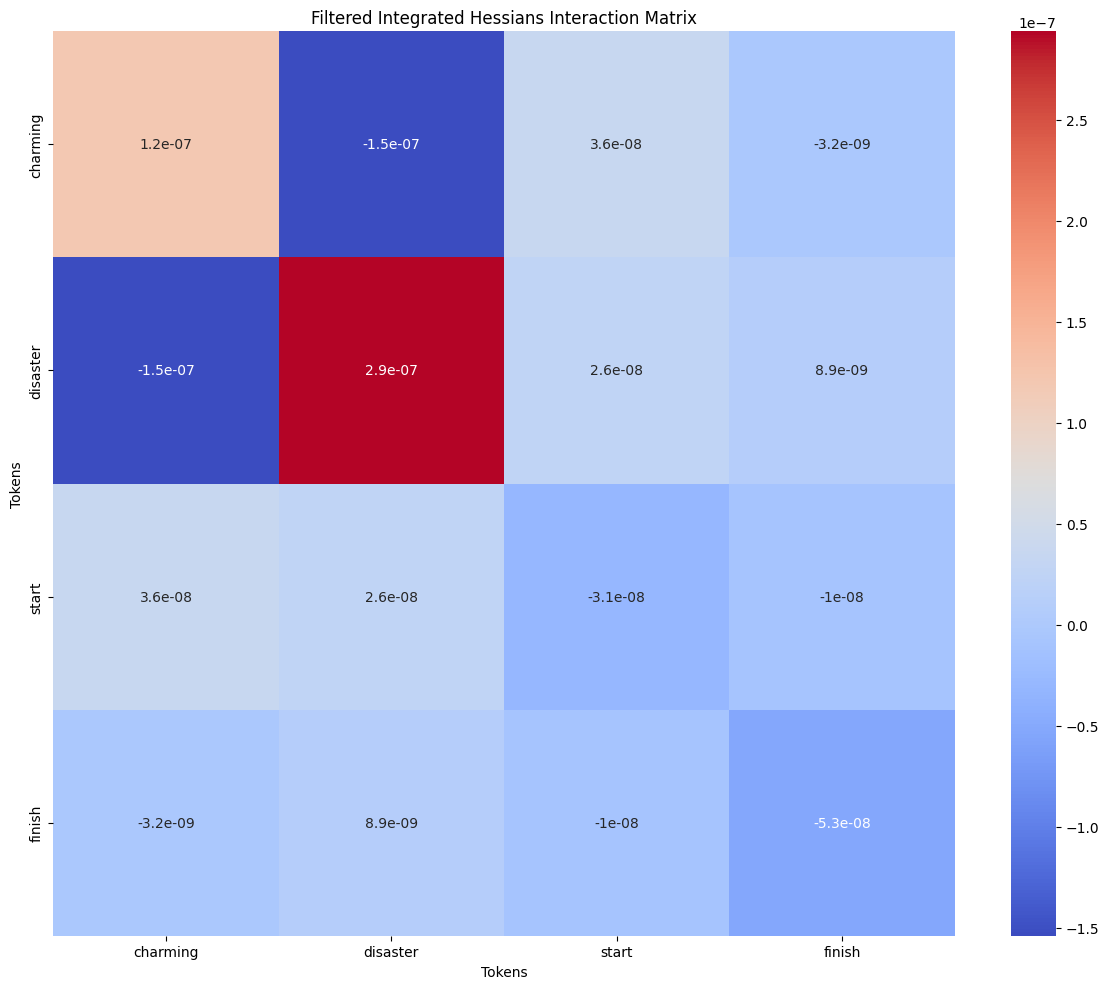 Filtered Integrated Hessians Interaction Matrix
1e−7
charming
1.2e-07
-1.5e-07
3.6e-08
-3.2e-09
disaster
-1.5e-07
2.9e-07
2.6e-08
8.9e-09
start
3.6e-08
2.6e-08
-3.1e-08
-1e-08
finish
-3.2e-09
8.9e-09
-1e-08
-5.3e-08
Tokens
charming
disaster
start
finish
Tokens
2.5
2.0
1.5
1.0
0.5
0.0
−0.5
−1.0
−1.5